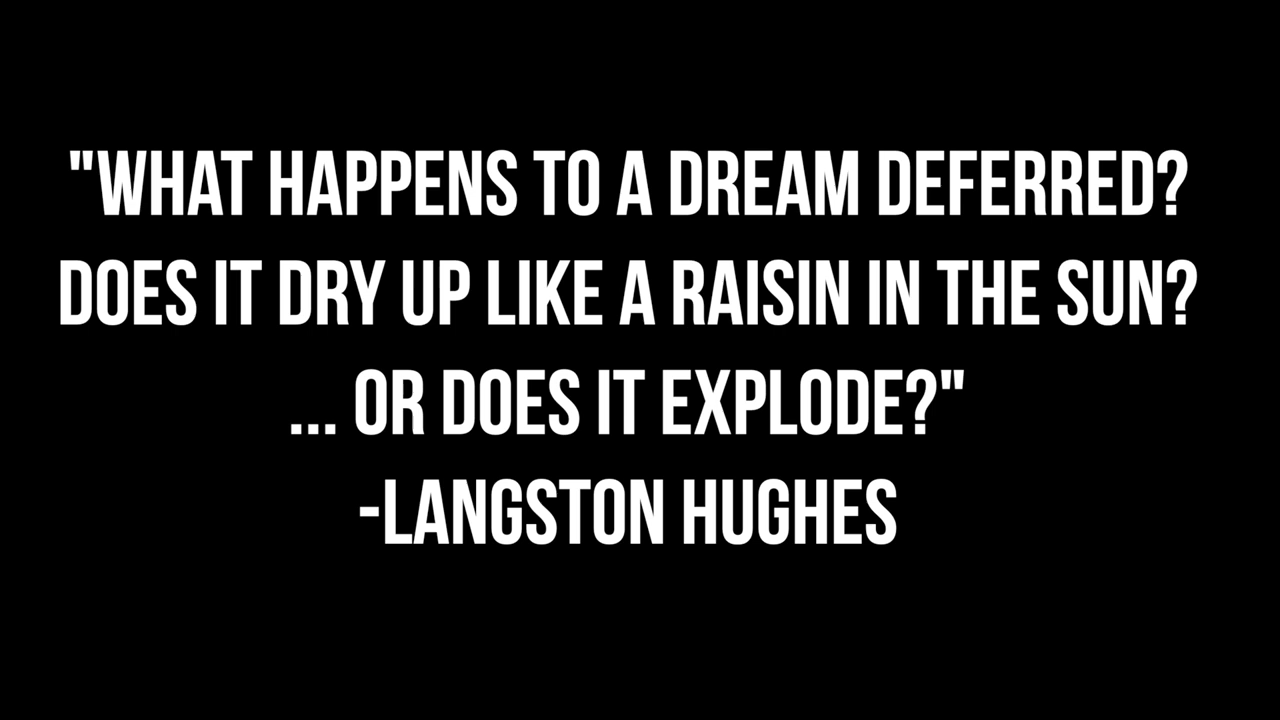 "WHAT HAPPENS TO A DREAM DEFERRED?
DOES IT DRY UP LIKE A RAISIN IN THE SUN?
... OR DOES IT EXPLODE?"
-LANGSTON HUGHES